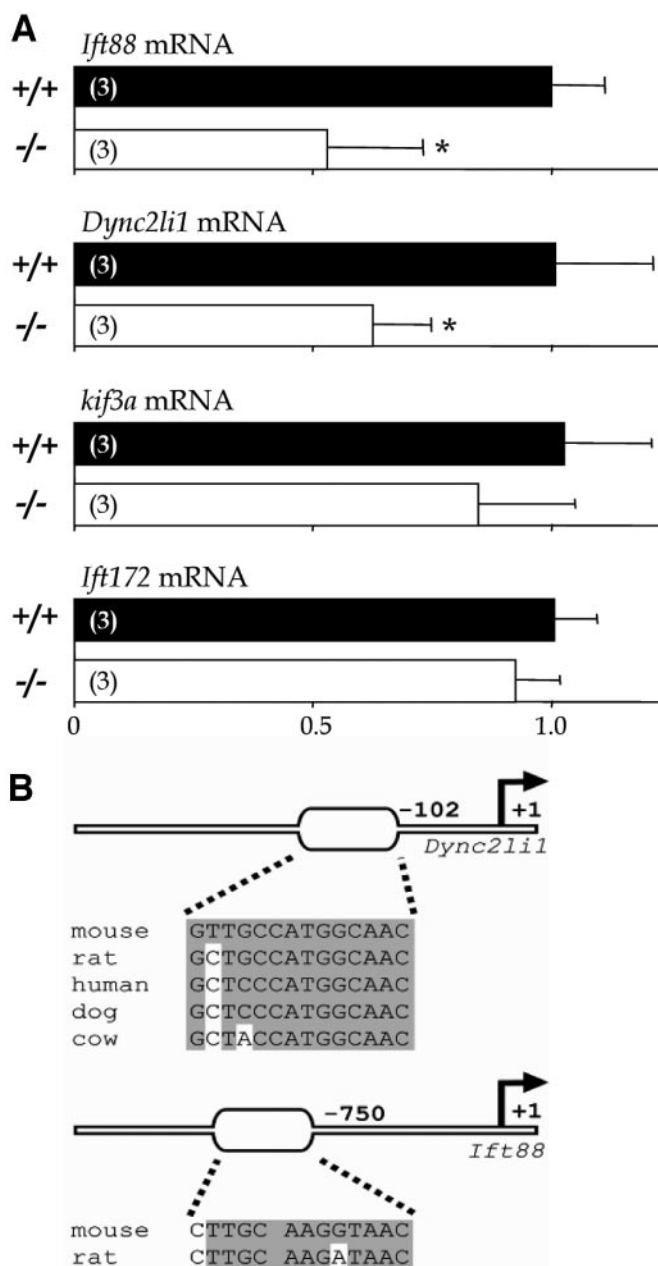 A
Ift88 mRNA
+/+ (3)
-/- (3) *
Dync2li1 mRNA
+/+ (3)
-/- (3) *
kif3a mRNA
+/+ (3)
-/- (3)
Ift172 mRNA
+/+ (3)
-/- (3)
0 0.5 1.0
B
-102 +1
Dync2li1
mouse GTTGCCATGGCAAC
rat GCTGCCATGGCAAC
human GCTCCCATGGCAAC
dog GCTCCCATGGCAAC
cow GCTACCATGGCAAC
-750 +1
Ift88
mouse CTTGC AAGGTAAC
rat CTTGC AAGATAAC